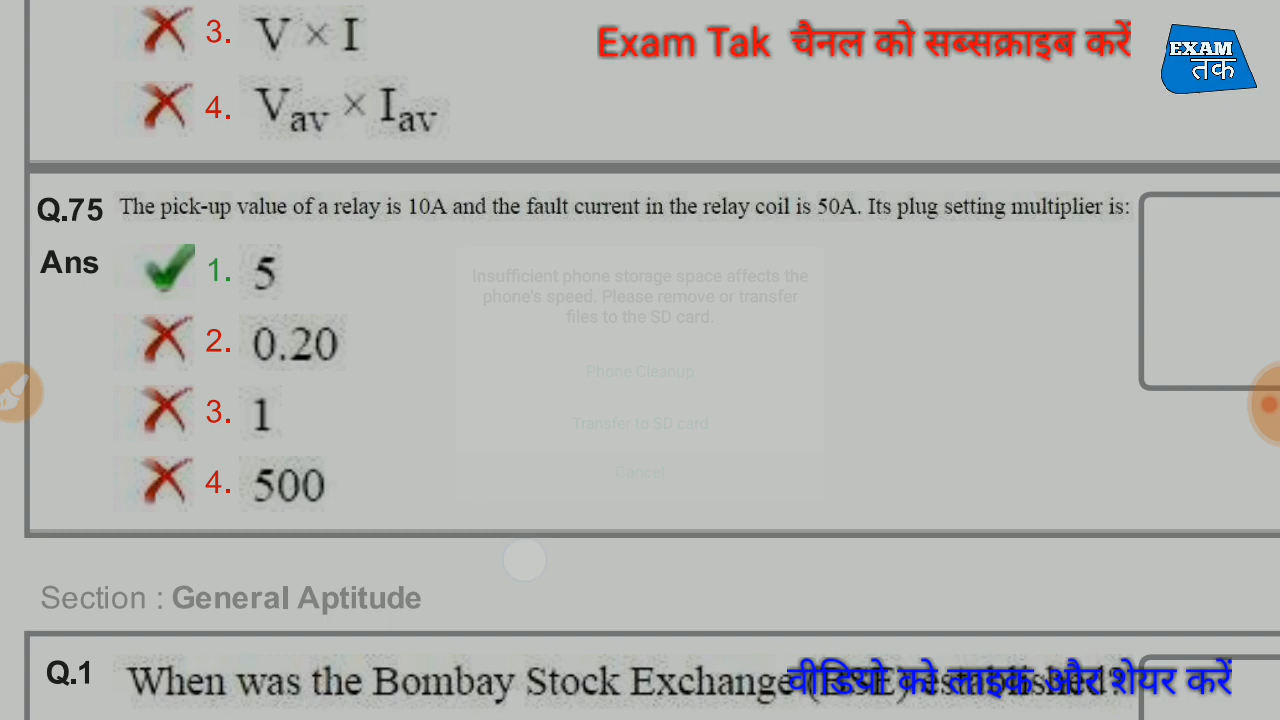 3. V × I
Exam Tak चैनल को सब्सक्राइब करें
EXAM
तक
4. Vav × Iav
Q.75 The pick-up value of a relay is 10A and the fault current in the relay coil is 50A. Its plug setting multiplier is:
Ans 1. 5
2. 0.20
3. 1
4. 500
Insufficient phone storage space affects the
phone's speed. Please remove or transfer
files to the SD card.
Phone Cleanup
Transfer to SD card
Cancel
Section : General Aptitude
Q.1 When was the Bombay Stock Exchange (BSE) established?
वीडियो को लाइक और शेयर करें